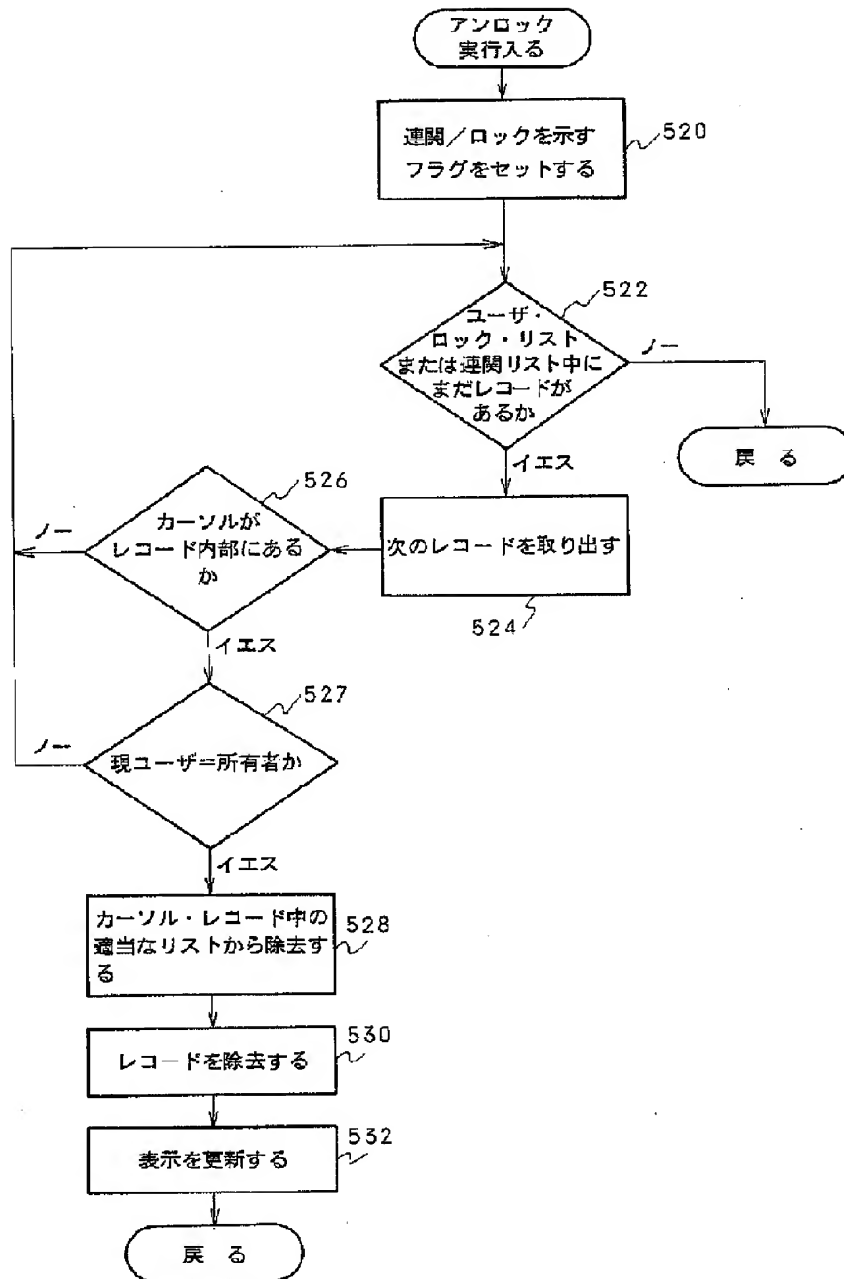 アンロック
実行入る
連関／ロックを示す
フラグをセットする
520
522
ユーザ・
ロック・リスト
または連関リスト中に
まだレコードが
あるか
ノー
戻る
イエス
次のレコードを取り出す
524
526
カーソルが
レコード内部にある
か
ノー
イエス
527
現ユーザ＝所有者か
ノー
イエス
カーソル・レコード中の
適当なリストから除去す
る
528
レコードを除去する
530
表示を更新する
532
戻る